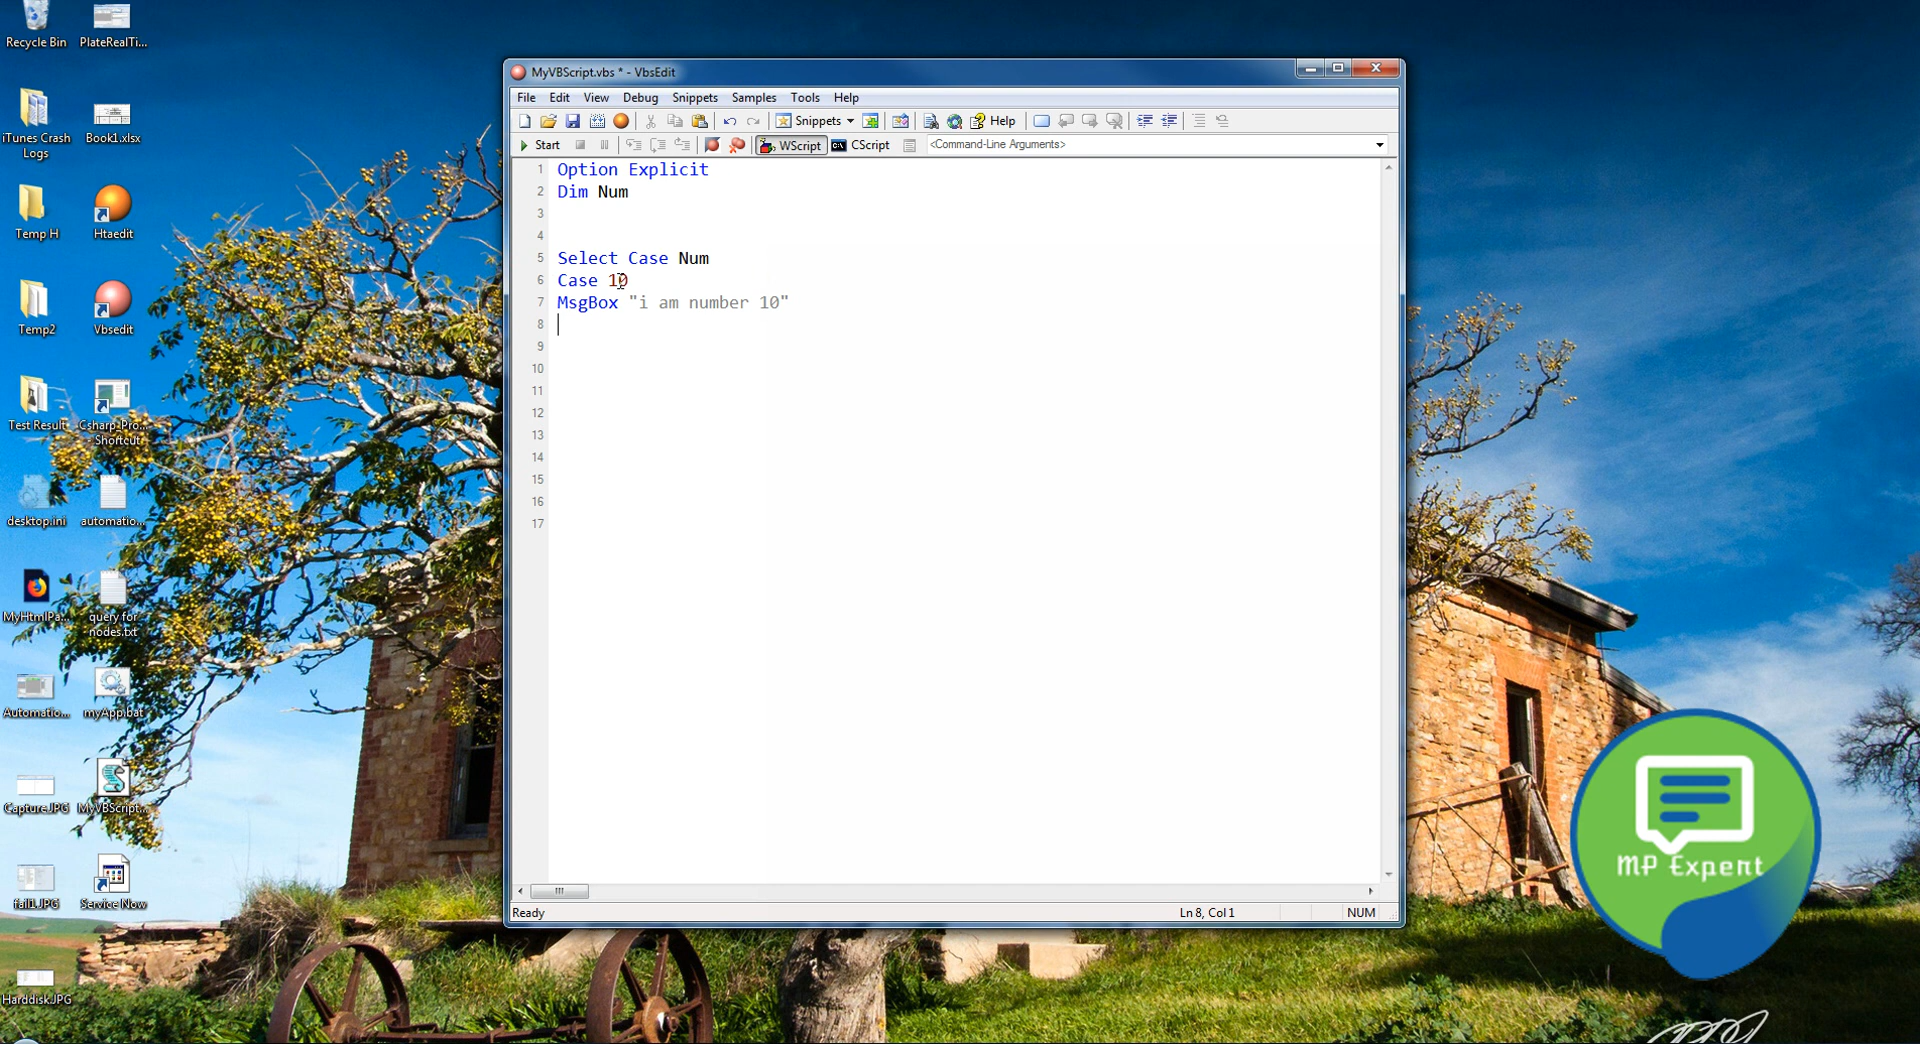 Recycle Bin
PlateRealTi...
iTunes Crash
Logs
Book1.xlsx
Temp H
Htaedit
Temp2
Vbsedit
Test Result
Csharp-Pro...
- Shortcut
desktop.ini
automatio...
MyHtmlPa...
query for
nodes.txt
Automatio...
myApp.bat
Capture.JPG
MyVBScript...
fail1.JPG
Service Now
Harddisk.JPG
MyVBScript.vbs * - VbsEdit
File Edit View Debug Snippets Samples Tools Help
Snippets Help
Start WScript CScript <Command-Line Arguments>
1 Option Explicit
2 Dim Num
3
4
5 Select Case Num
6 Case 10
7 MsgBox "i am number 10"
8
9
10
11
12
13
14
15
16
17
Ready Ln 8, Col 1 NUM
MP Expert